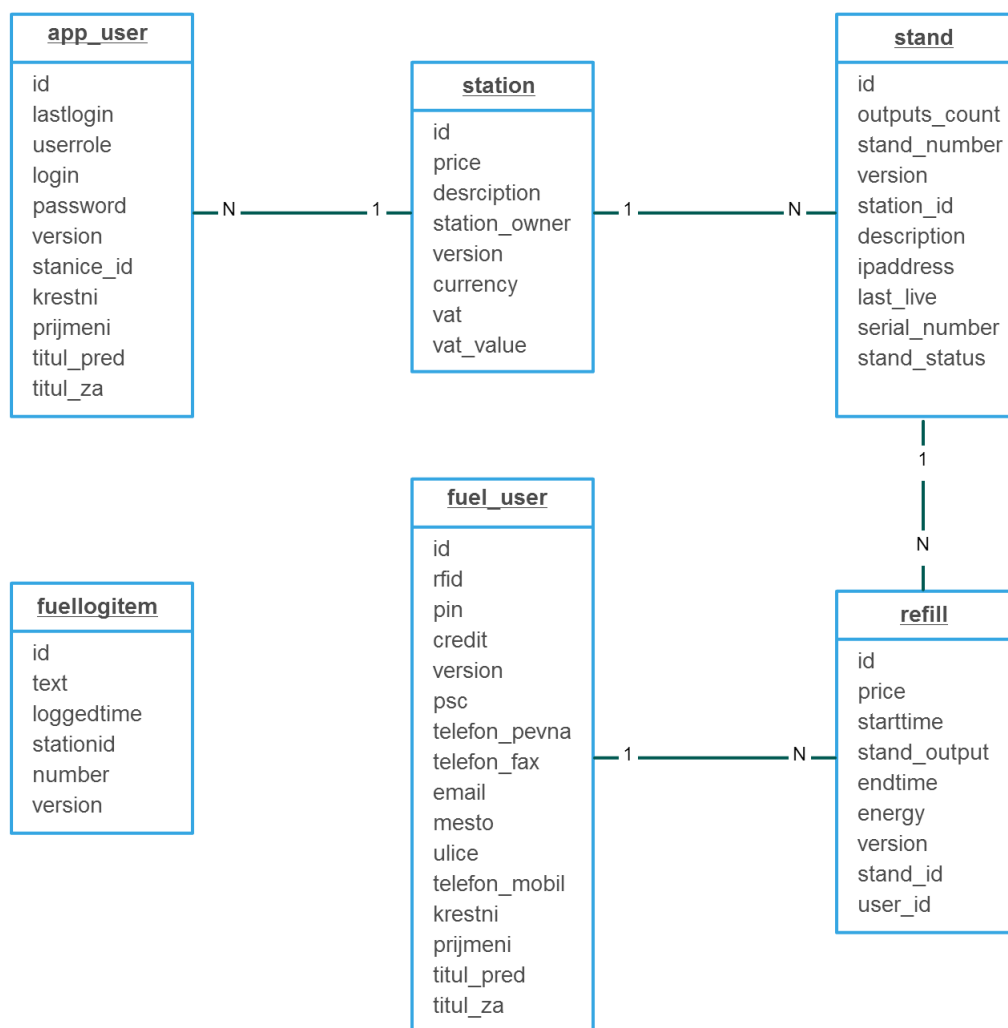 app_user
id
lastlogin
userrole
login
password
version
stanice_id
krestni
prijmeni
titul_pred
titul_za
N
1
station
id
price
desrciption
station_owner
version
currency
vat
vat_value
1
N
stand
id
outputs_count
stand_number
version
station_id
description
ipaddress
last_live
serial_number
stand_status
1
N
fuellogitem
id
text
loggedtime
stationid
number
version
fuel_user
id
rfid
pin
credit
version
psc
telefon_pevna
telefon_fax
email
mesto
ulice
telefon_mobil
krestni
prijmeni
titul_pred
titul_za
1
N
refill
id
price
starttime
stand_output
endtime
energy
version
stand_id
user_id